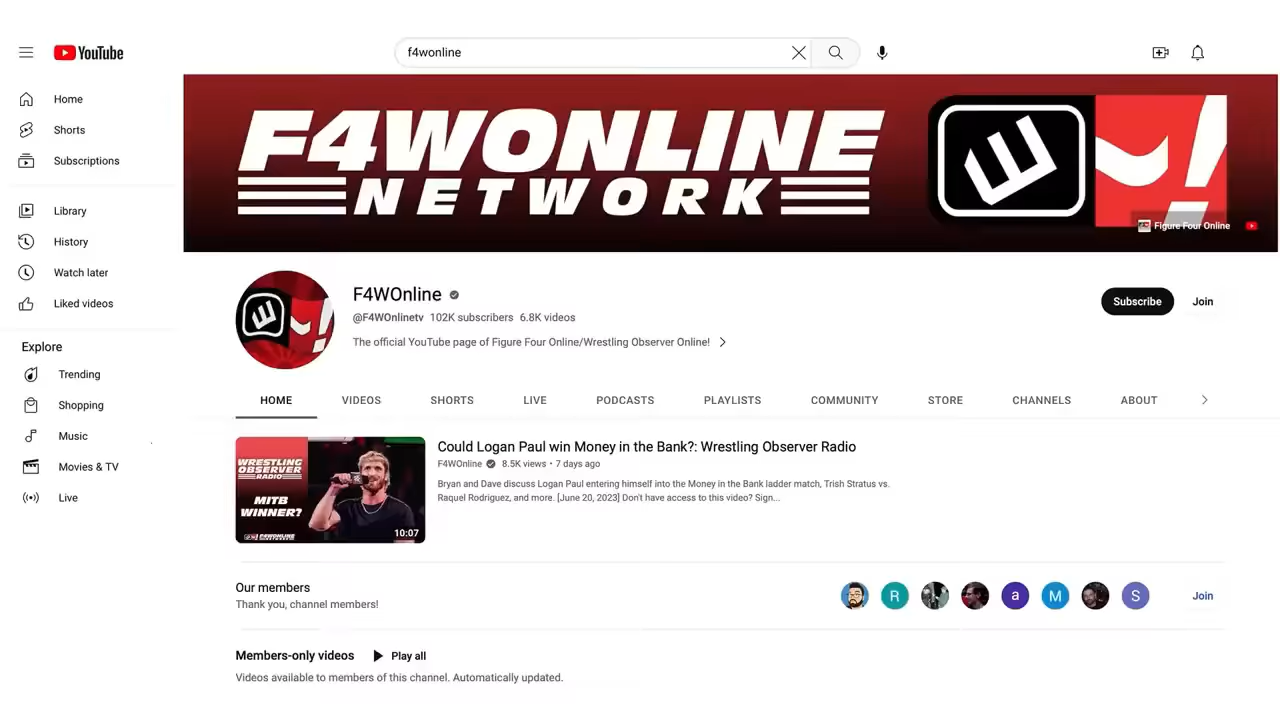 YouTube
f4wonline
Home
Shorts
Subscriptions
Library
History
Watch later
Liked videos
Explore
Trending
Shopping
Music
Movies & TV
Live
F4WONLINE
NETWORK
Figure Four Online
F4WOnline
@F4WOnlinetv 102K subscribers 6.8K videos
The official YouTube page of Figure Four Online/Wrestling Observer Online!
Subscribe
Join
HOME VIDEOS SHORTS LIVE PODCASTS PLAYLISTS COMMUNITY STORE CHANNELS ABOUT
WRESTLING
OBSERVER
RADIO
MITB
WINNER?
F4WONLINE
NETWORK
10:07
Could Logan Paul win Money in the Bank?: Wrestling Observer Radio
F4WOnline 8.5K views • 7 days ago
Bryan and Dave discuss Logan Paul entering himself into the Money in the Bank ladder match, Trish Stratus vs.
Raquel Rodriguez, and more. [June 20, 2023] Don't have access to this video? Sign...
Our members
Thank you, channel members!
R
a
M
S
Join
Members-only videos
Play all
Videos available to members of this channel. Automatically updated.